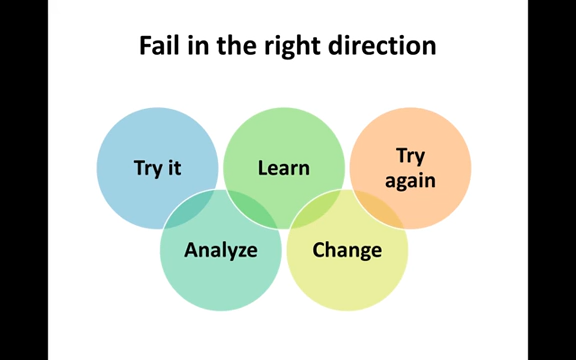 Fail in the right direction
Try it
Analyze
Learn
Change
Try
again